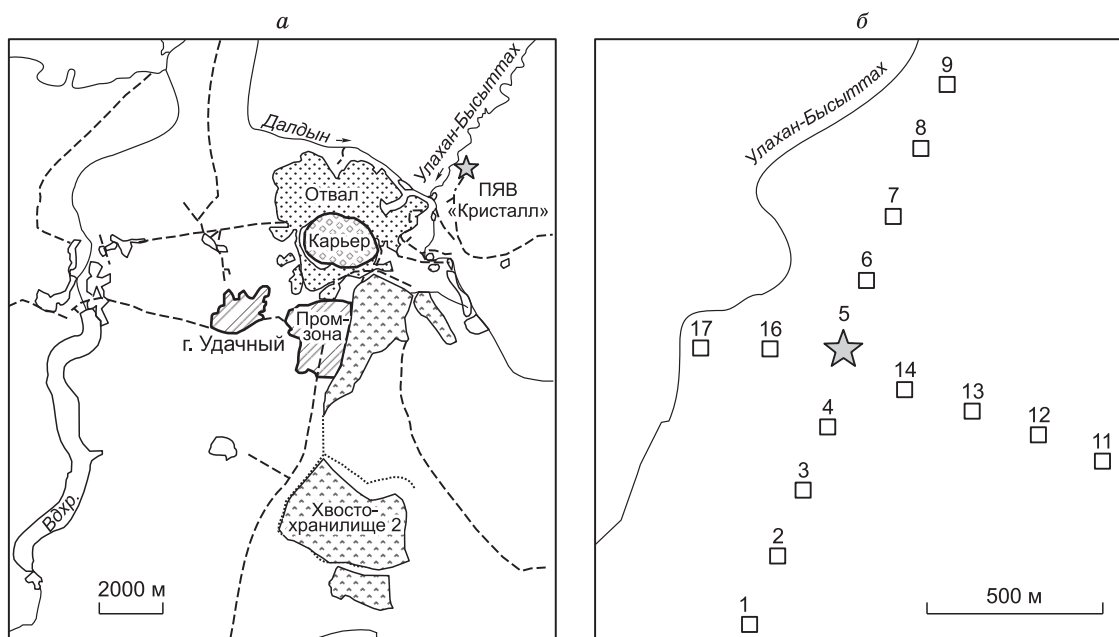 а
Далдын
Улахан-Бысыттах
ПЯВ
«Кристалл»
Отвал
Карьер
Пром-
зона
г. Удачный
Хвосто-
хранилище 2
Вдхр.
2000 м
б
Улахан-Бысыттах
9
8
7
6
5
17
16
14
13
12
11
4
3
2
1
500 м